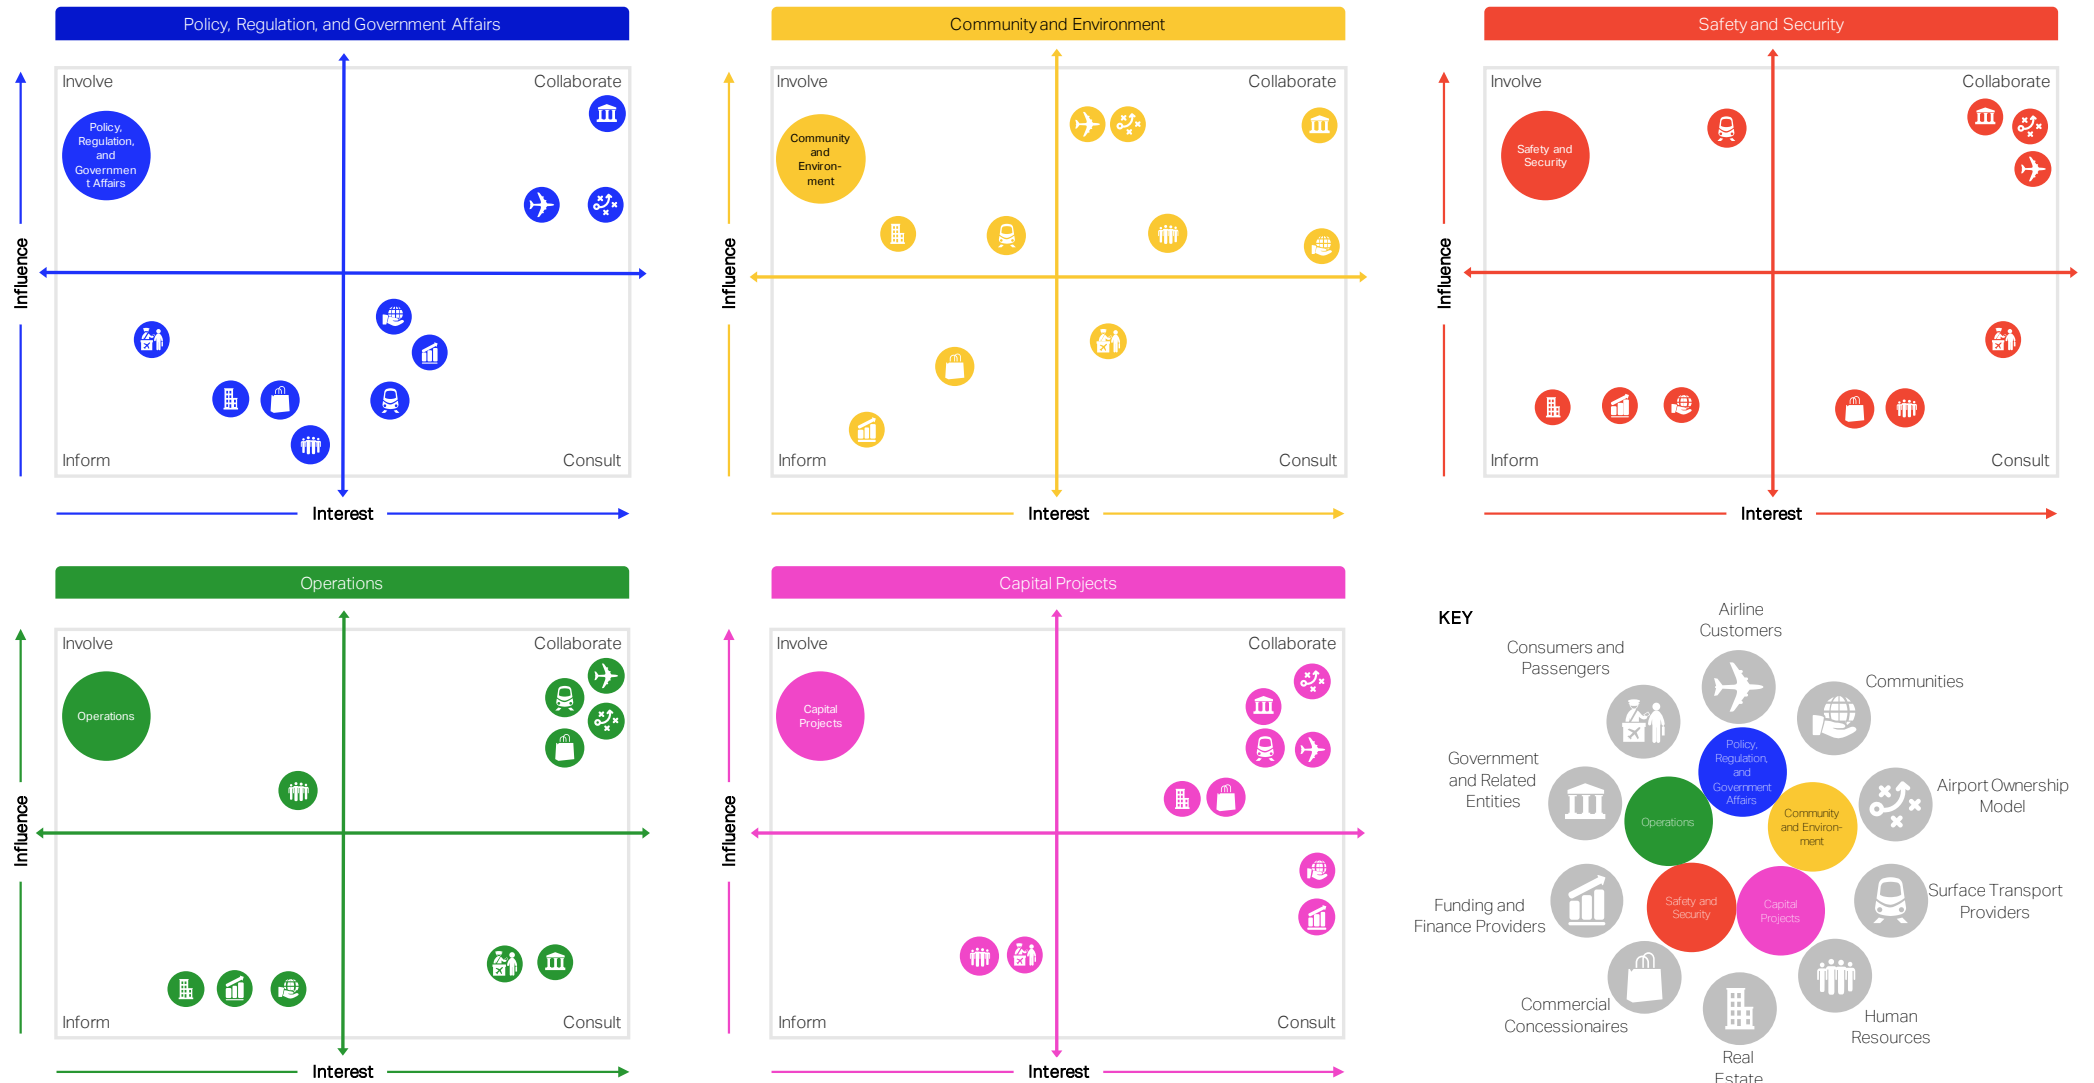 Policy, Regulation, and Government Affairs
Involve
Collaborate
Policy,
Regulation,
and
Governmen
t Affairs
Influence
Inform
Consult
Interest
Community and Environment
Involve
Collaborate
Community
and
Environ-
ment
Influence
Inform
Consult
Interest
Safety and Security
Involve
Collaborate
Safety and
Security
Influence
Inform
Consult
Interest
Operations
Involve
Collaborate
Operations
Influence
Inform
Consult
Interest
Capital Projects
Involve
Collaborate
Capital
Projects
Influence
Inform
Consult
Interest
KEY
Airline
Customers
Consumers and
Passengers
Communities
Government
and Related
Entities
Airport Ownership
Model
Funding and
Finance Providers
Surface Transport
Providers
Commercial
Concessionaires
Human
Resources
Real
Estate
Policy,
Regulation,
and
Government
Affairs
Operations
Community
and Environ-
ment
Safety and
Security
Capital
Projects